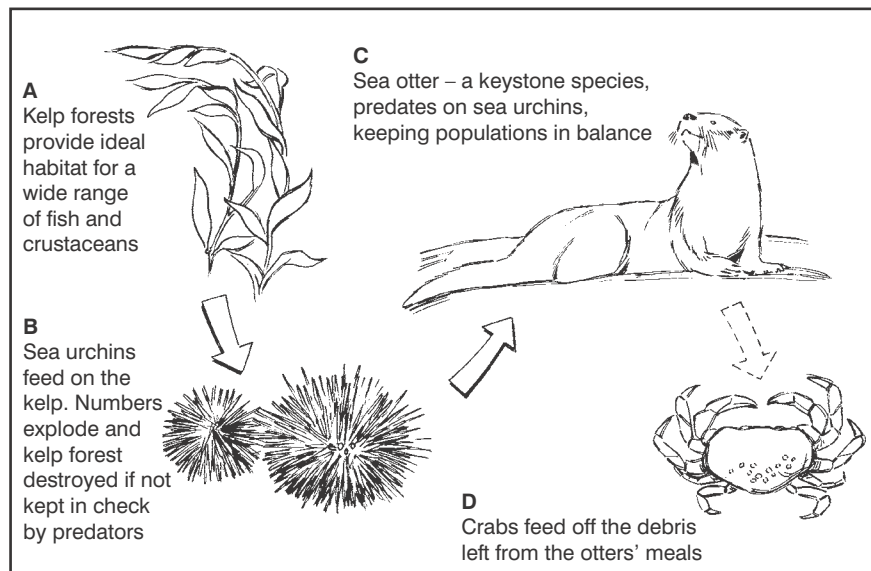 A
Kelp forests
provide ideal
habitat for a
wide range
of fish and
crustaceans
B
Sea urchins
feed on the
kelp. Numbers
explode and
kelp forest
destroyed if not
kept in check
by predators
C
Sea otter – a keystone species,
predates on sea urchins,
keeping populations in balance
D
Crabs feed off the debris
left from the otters’ meals